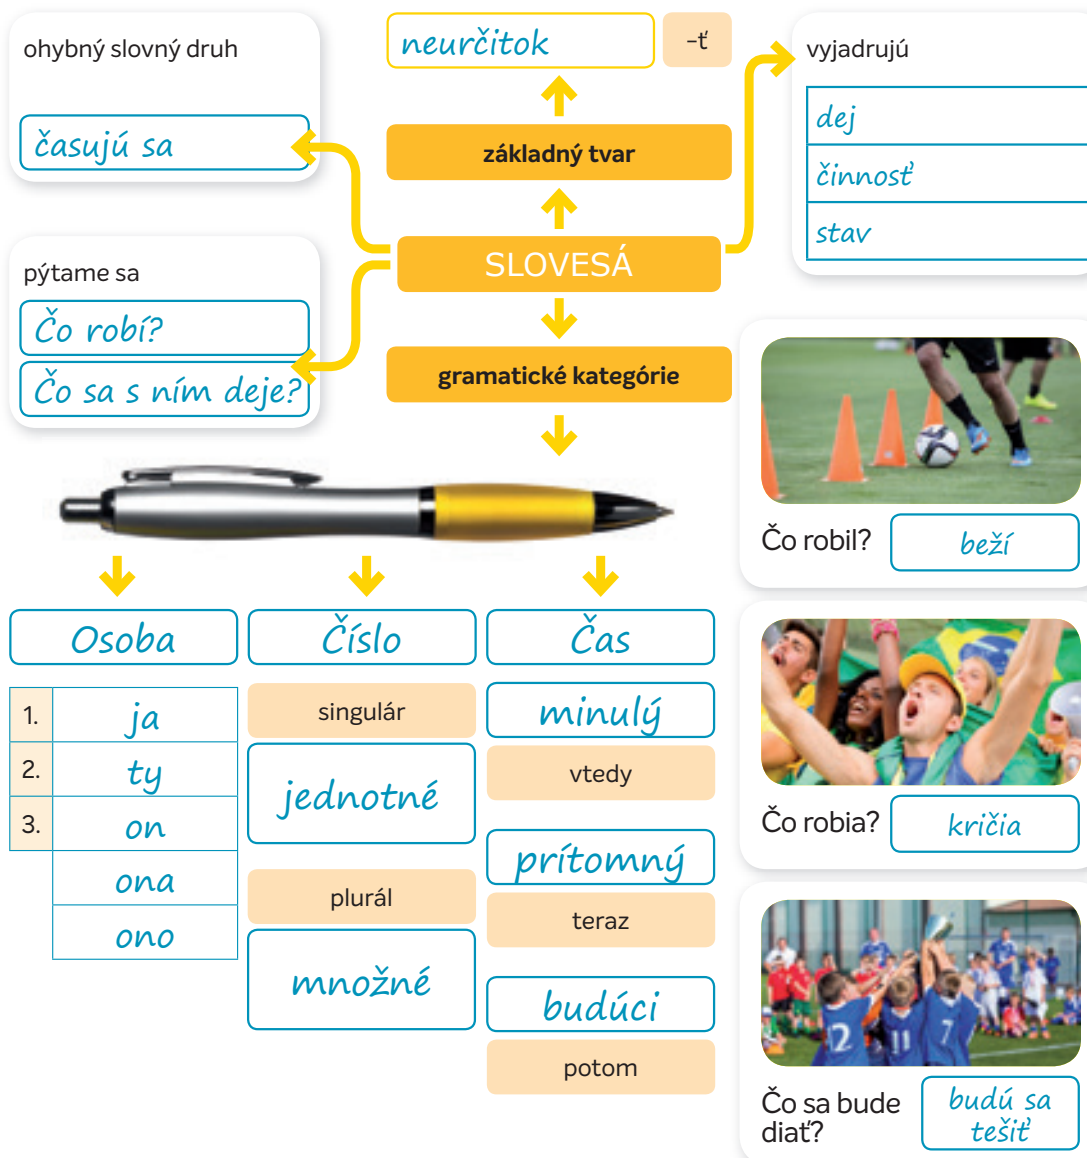 ohybný slovný druh
časujú sa
neurčitok
-ť
základný tvar
vyjadrujú
dej
činnosť
stav
SLOVESÁ
pýtame sa
Čo robí?
Čo sa s ním deje?
gramatické kategórie
Osoba
1. ja
2. ty
3. on
ona
ono
Číslo
singulár
jednotné
plurál
množné
Čas
minulý
vtedy
prítomný
teraz
budúci
potom
Čo robil?
beží
Čo robia?
kričia
12
11
7
Čo sa bude
diať?
budú sa
tešiť